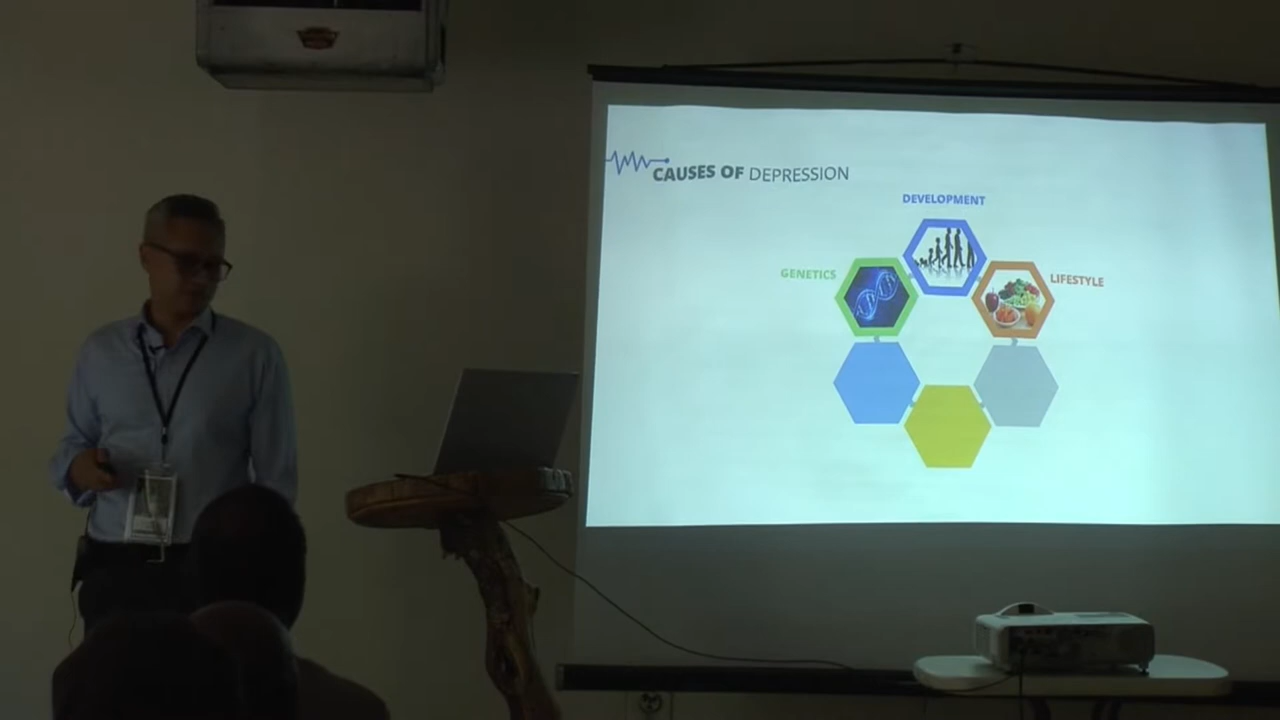 CAUSES OF DEPRESSION
DEVELOPMENT
GENETICS
LIFESTYLE